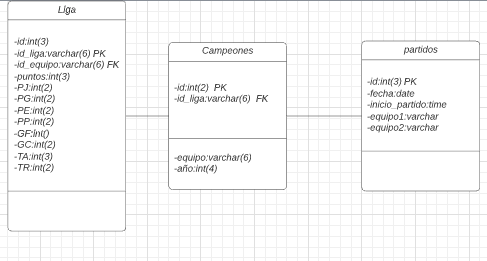 Liga
-id:int(3)
-id_liga:varchar(6) PK
-id_equipo:varchar(6) FK
-puntos:int(3)
-PJ:int(2)
-PG:int(2)
-PE:int(2)
-PP:int(2)
-GF:int()
-GC:int(2)
-TA:int(3)
-TR:int(2)
Campeones
-id:int(2) PK
-id_liga:varchar(6) FK
-equipo:varchar(6)
-año:int(4)
partidos
-id:int(3) PK
-fecha:date
-inicio_partido:time
-equipo1:varchar
-equipo2:varchar